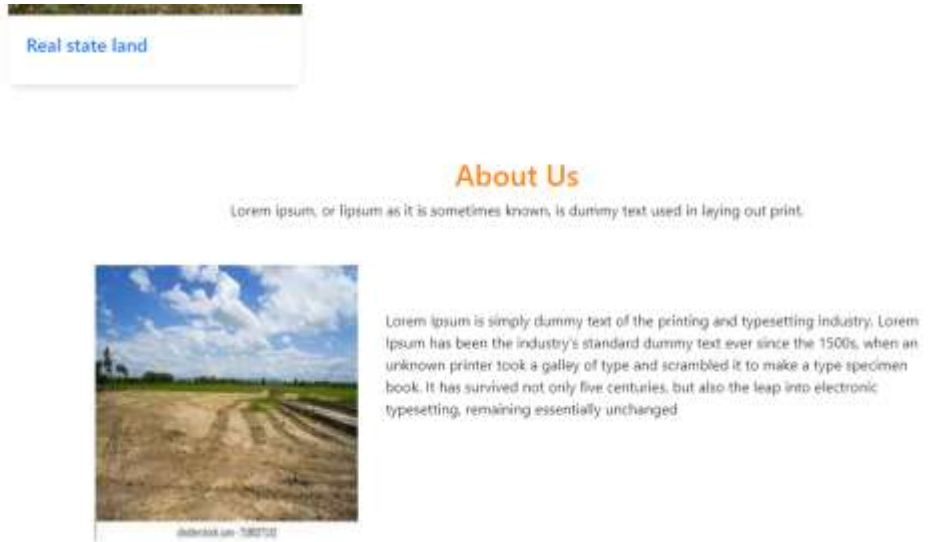 Real state land
About Us
Lorem ipsum, or lipsum as it is sometimes known, is dummy text used in laying out print.
Lorem Ipsum is simply dummy text of the printing and typesetting industry. Lorem
Ipsum has been the industry's standard dummy text ever since the 1500s, when an
unknown printer took a galley of type and scrambled it to make a type specimen
book. It has survived not only five centuries, but also the leap into electronic
typesetting, remaining essentially unchanged